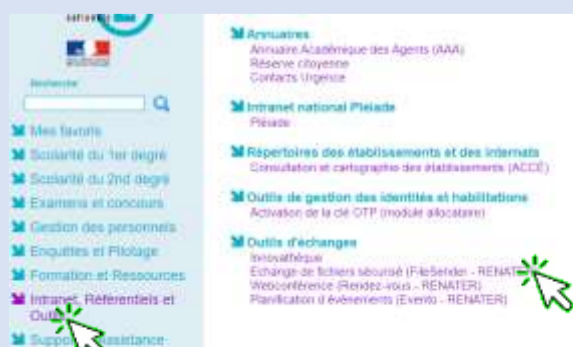 Recherche
Mes favoris
Scolarité du 1er degré
Scolarité du 2nd degré
Examens et concours
Gestion des personnels
Enquêtes et Pilotage
Formation et Ressources
Intranet, Référentiels et
Support Assistance
Annuaires
Annuaire Académique des Agents (AAA)
Réserve citoyenne
Contacts Urgence
Intranet national Pléiade
Pléiade
Répertoires des établissements et des internats
Consultation et cartographie des établissements (ACCE)
Outils de gestion des identités et habilitations
Activation de la clé OTP (module allocataire)
Outils d'échanges
Innovathèque
Echange de fichiers sécurisé (FileSender - RENAT
Webconférence (Rendez-vous - RENATER)
Planification d'évènements (Evento - RENATER)